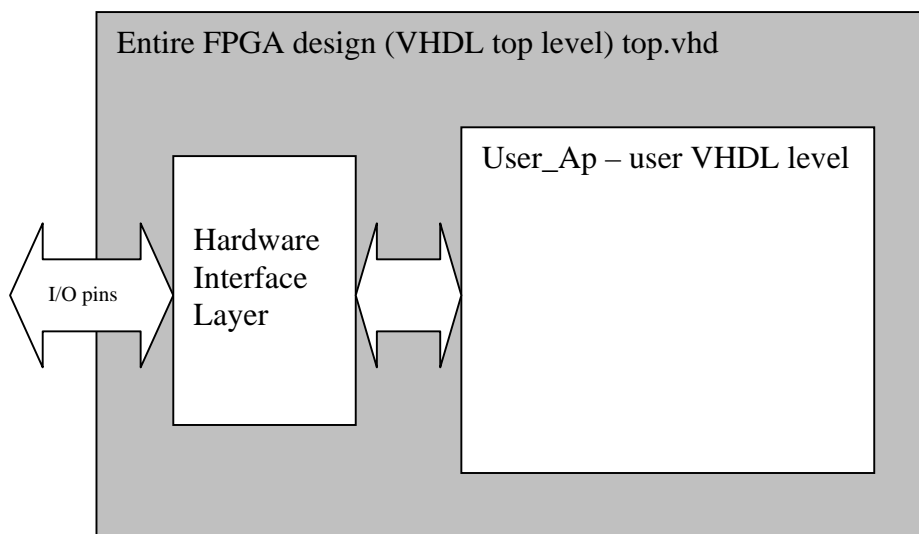 Entire FPGA design (VHDL top level) top.vhd
User_Ap – user VHDL level
Hardware
Interface
Layer
I/O pins